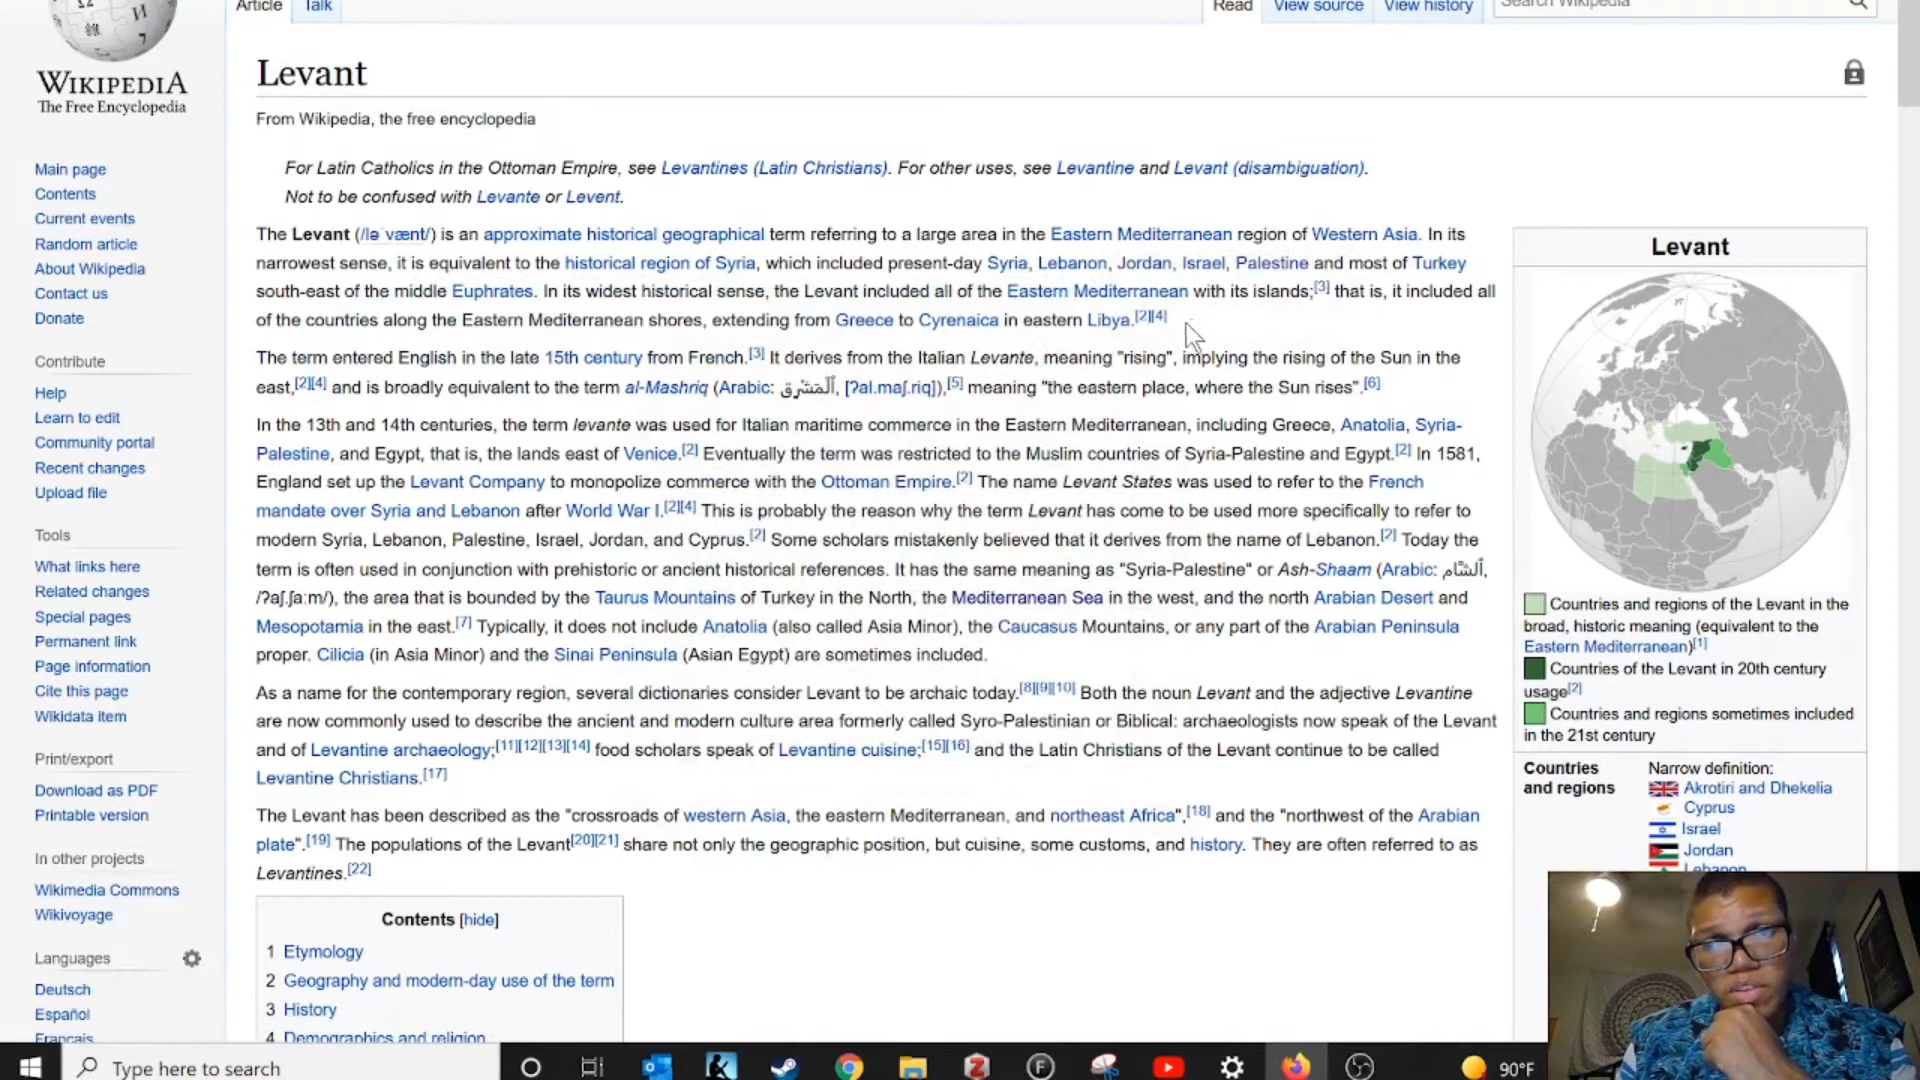 Article
Talk
Read
View source
View history
Search Wikipedia
WIKIPEDIA
The Free Encyclopedia
Main page
Contents
Current events
Random article
About Wikipedia
Contact us
Donate
Contribute
Help
Learn to edit
Community portal
Recent changes
Upload file
Tools
What links here
Related changes
Special pages
Permanent link
Page information
Cite this page
Wikidata item
Print/export
Download as PDF
Printable version
In other projects
Wikimedia Commons
Wikivoyage
Languages
Deutsch
Español
Français
Levant
From Wikipedia, the free encyclopedia
For Latin Catholics in the Ottoman Empire, see Levantines (Latin Christians). For other uses, see Levantine and Levant (disambiguation).
Not to be confused with Levante or Levent.
The Levant (/ləˈvænt/) is an approximate historical geographical term referring to a large area in the Eastern Mediterranean region of Western Asia. In its
narrowest sense, it is equivalent to the historical region of Syria, which included present-day Syria, Lebanon, Jordan, Israel, Palestine and most of Turkey
south-east of the middle Euphrates. In its widest historical sense, the Levant included all of the Eastern Mediterranean with its islands;[3] that is, it included all
of the countries along the Eastern Mediterranean shores, extending from Greece to Cyrenaica in eastern Libya.[2][4]
The term entered English in the late 15th century from French.[3] It derives from the Italian Levante, meaning "rising", implying the rising of the Sun in the
east,[2][4] and is broadly equivalent to the term al-Mashriq (Arabic: ٱلْمَشْرِق, [ʔal.maʃ.riq]),[5] meaning "the eastern place, where the Sun rises".[6]
In the 13th and 14th centuries, the term levante was used for Italian maritime commerce in the Eastern Mediterranean, including Greece, Anatolia, Syria-
Palestine, and Egypt, that is, the lands east of Venice.[2] Eventually the term was restricted to the Muslim countries of Syria-Palestine and Egypt.[2] In 1581,
England set up the Levant Company to monopolize commerce with the Ottoman Empire.[2] The name Levant States was used to refer to the French
mandate over Syria and Lebanon after World War I.[2][4] This is probably the reason why the term Levant has come to be used more specifically to refer to
modern Syria, Lebanon, Palestine, Israel, Jordan, and Cyprus.[2] Some scholars mistakenly believed that it derives from the name of Lebanon.[2] Today the
term is often used in conjunction with prehistoric or ancient historical references. It has the same meaning as "Syria-Palestine" or Ash-Shaam (Arabic: ٱلشَّام,
/ʔaʃ.ʃaːm/), the area that is bounded by the Taurus Mountains of Turkey in the North, the Mediterranean Sea in the west, and the north Arabian Desert and
Mesopotamia in the east.[7] Typically, it does not include Anatolia (also called Asia Minor), the Caucasus Mountains, or any part of the Arabian Peninsula
proper. Cilicia (in Asia Minor) and the Sinai Peninsula (Asian Egypt) are sometimes included.
As a name for the contemporary region, several dictionaries consider Levant to be archaic today.[8][9][10] Both the noun Levant and the adjective Levantine
are now commonly used to describe the ancient and modern culture area formerly called Syro-Palestinian or Biblical: archaeologists now speak of the Levant
and of Levantine archaeology;[11][12][13][14] food scholars speak of Levantine cuisine;[15][16] and the Latin Christians of the Levant continue to be called
Levantine Christians.[17]
The Levant has been described as the "crossroads of western Asia, the eastern Mediterranean, and northeast Africa",[18] and the "northwest of the Arabian
plate".[19] The populations of the Levant[20][21] share not only the geographic position, but cuisine, some customs, and history. They are often referred to as
Levantines.[22]
Contents [hide]
1 Etymology
2 Geography and modern-day use of the term
3 History
4 Demographics and religion
Levant
Countries and regions of the Levant in the
broad, historic meaning (equivalent to the
Eastern Mediterranean)[1]
Countries of the Levant in 20th century
usage[2]
Countries and regions sometimes included
in the 21st century
Countries
and regions
Narrow definition:
Akrotiri and Dhekelia
Cyprus
Israel
Jordan
Lebanon
Type here to search
90°F